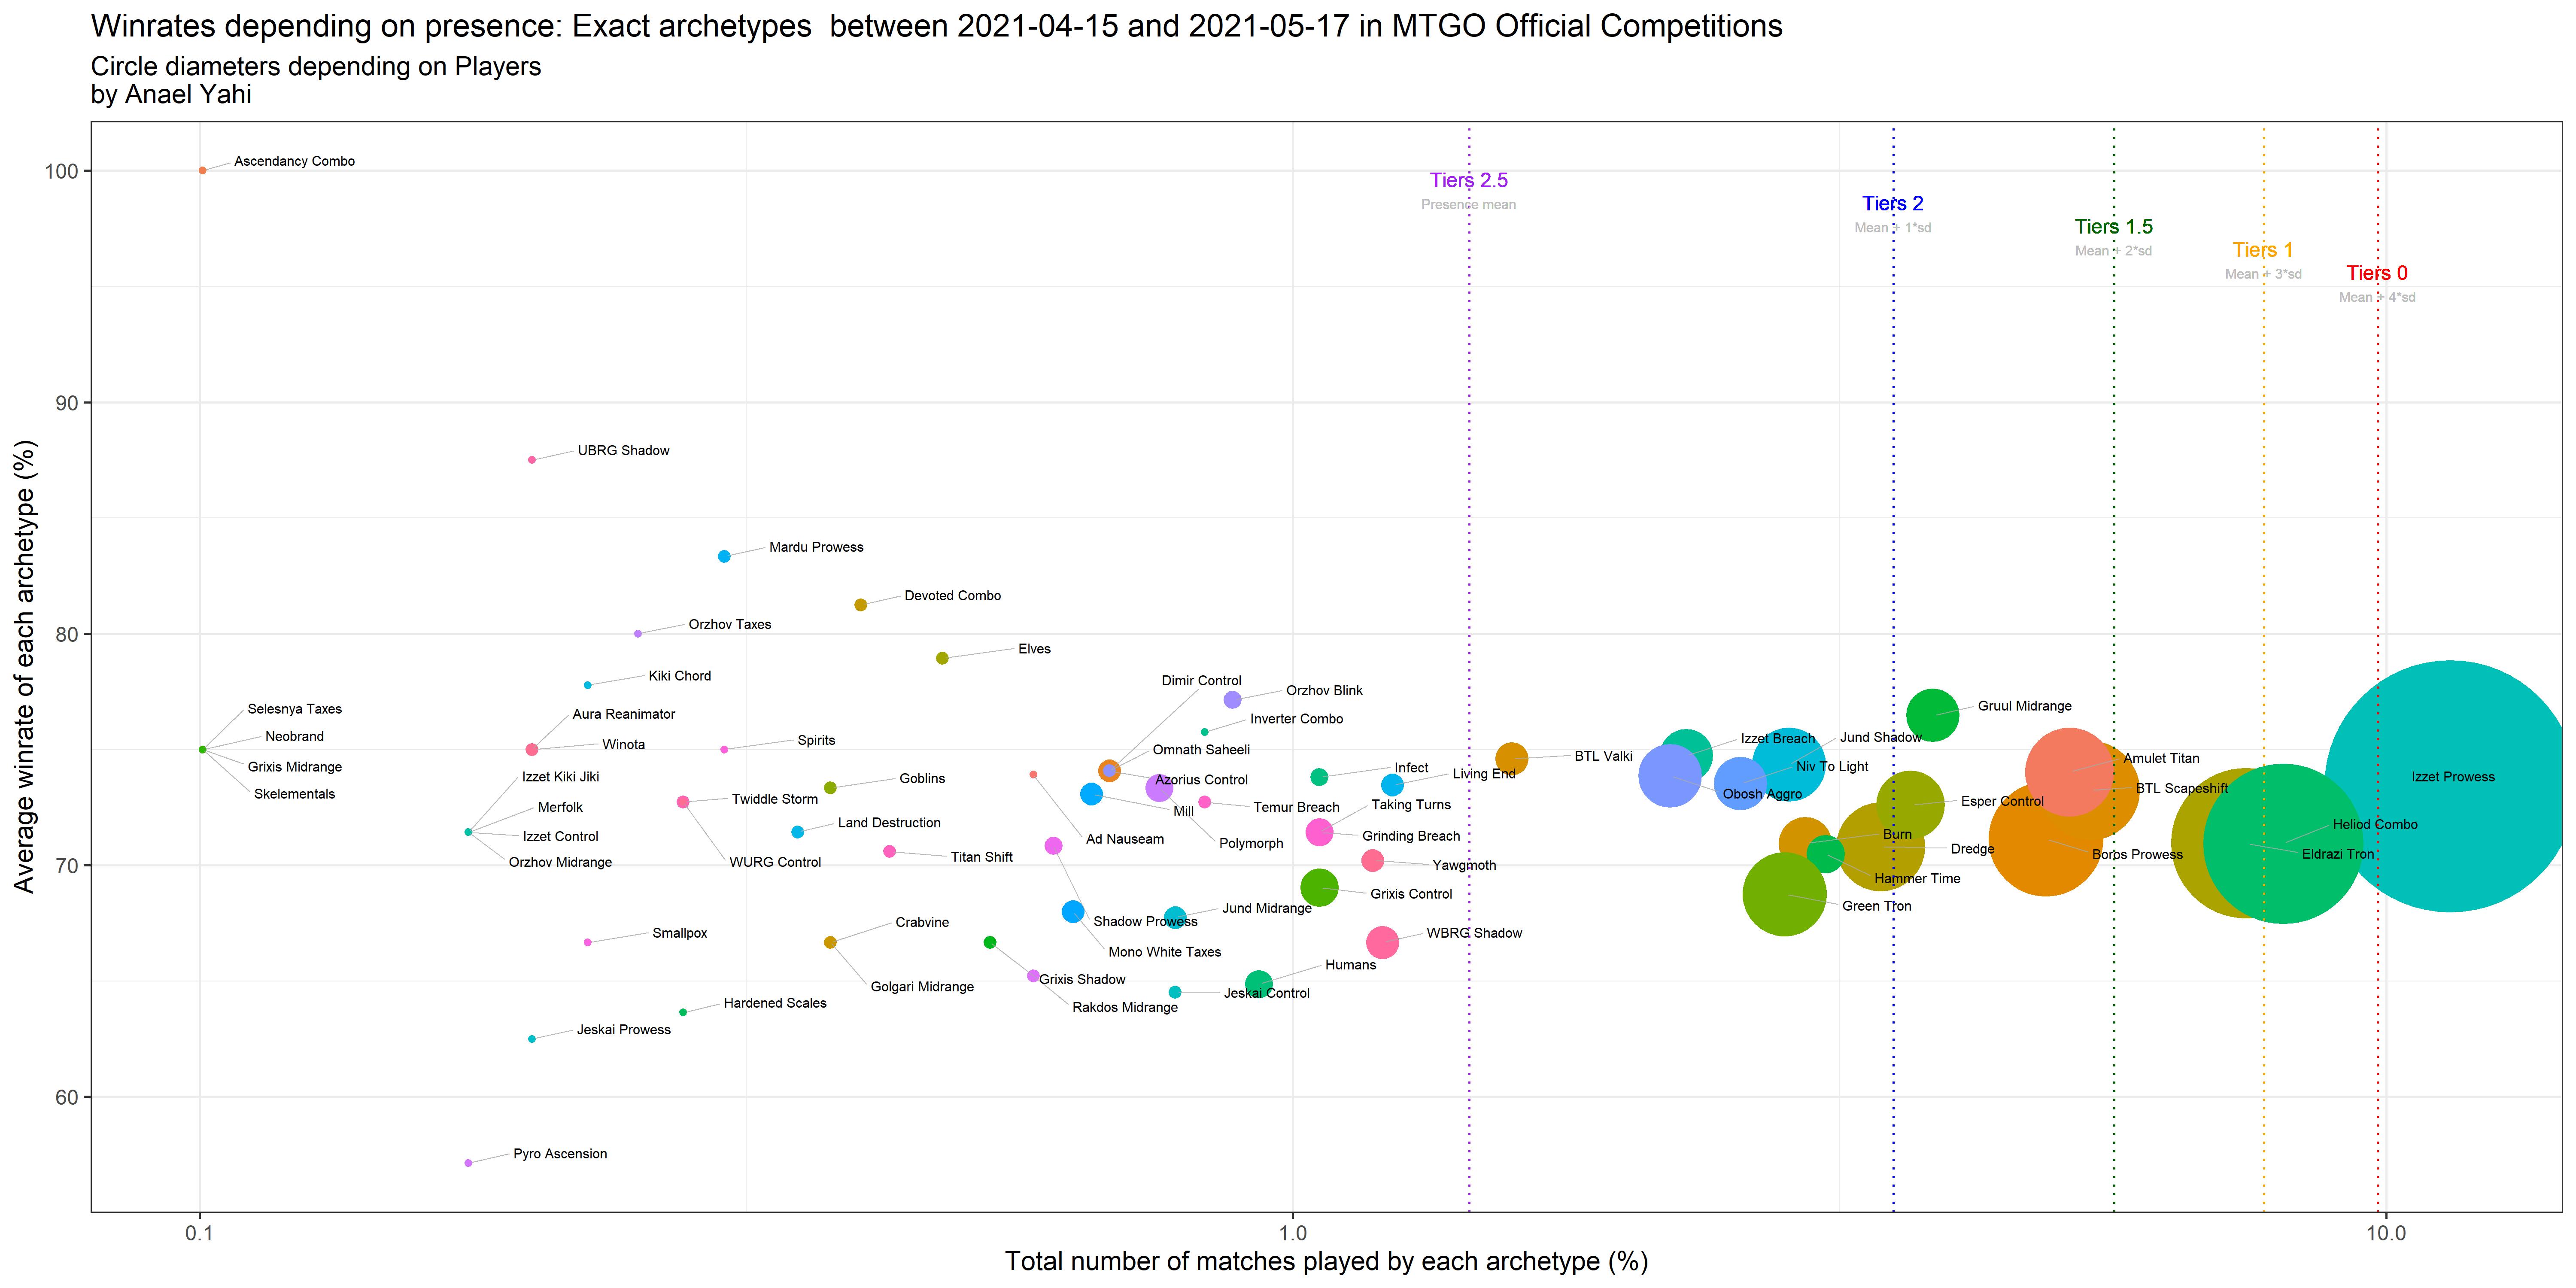 Winrates depending on presence: Exact archetypes  between 2021-04-15 and 2021-05-17 in MTGO Official Competitions
Circle diameters depending on Players
by Anael Yahi
Average winrate of each archetype (%)
100
90
80
70
60
Ascendancy Combo
Tiers 2.5
Presence mean
Tiers 2
Mean + 1*sd
Tiers 1.5
Mean + 2*sd
Tiers 1
Mean + 3*sd
Tiers 0
Mean + 4*sd
UBRG Shadow
Mardu Prowess
Devoted Combo
Orzhov Taxes
Elves
Kiki Chord
Dimir Control
Orzhov Blink
Gruul Midrange
Selesnya Taxes
Aura Reanimator
Inverter Combo
Neobrand
Winota
Spirits
Omnath Saheeli
Izzet Breach
Jund Shadow
BTL Valki
Amulet Titan
Grixis Midrange
Infect
Niv To Light
Living End
Izzet Kiki Jiki
Goblins
Azorius Control
Izzet Prowess
Skelementals
BTL Scapeshift
Obosh Aggro
Merfolk
Twiddle Storm
Temur Breach
Taking Turns
Esper Control
Mill
Land Destruction
Heliod Combo
Izzet Control
Ad Nauseam
Grinding Breach
Burn
Polymorph
Dredge
Orzhov Midrange
WURG Control
Titan Shift
Yawgmoth
Boros Prowess
Eldrazi Tron
Hammer Time
Grixis Control
Green Tron
Jund Midrange
Crabvine
Shadow Prowess
Smallpox
WBRG Shadow
Mono White Taxes
Humans
Grixis Shadow
Golgari Midrange
Jeskai Control
Hardened Scales
Rakdos Midrange
Jeskai Prowess
Pyro Ascension
0.1
1.0
10.0
Total number of matches played by each archetype (%)